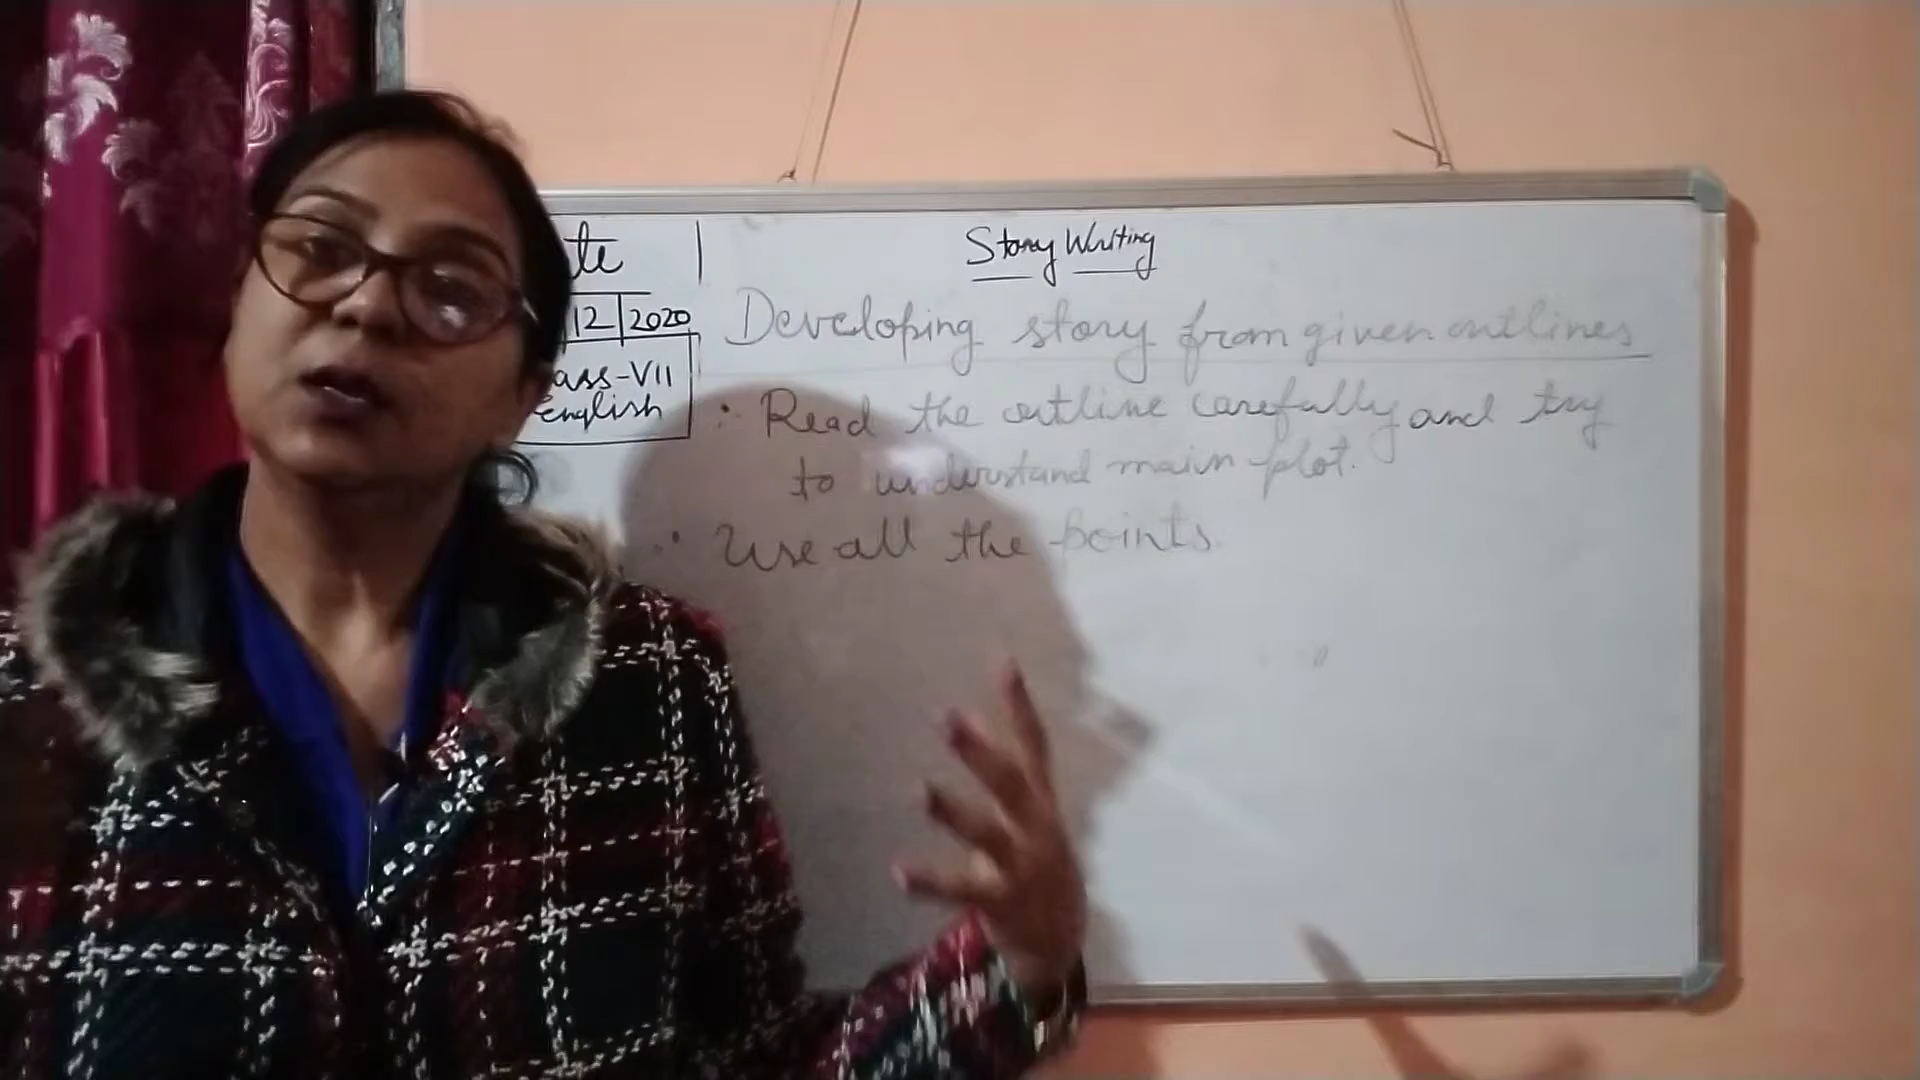 te
Story Writing
12 2020
ass-VII
English
Developing story from given outlines
Read the outline carefully and try
to understand main plot.
Use all the points.